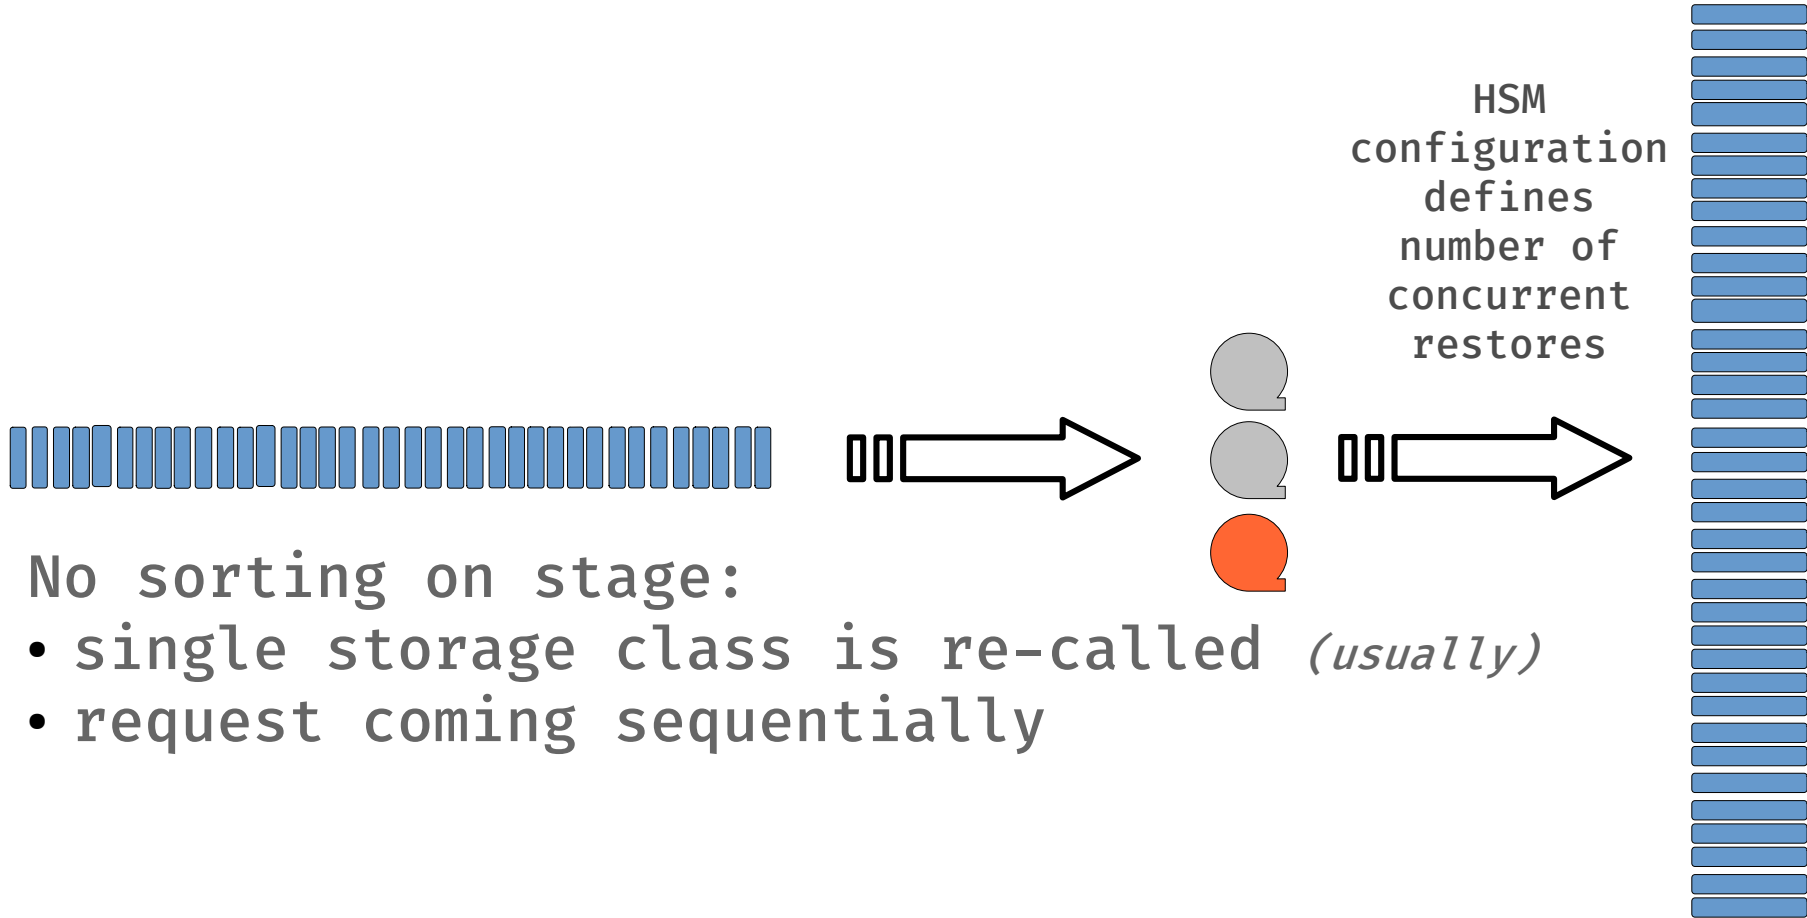 HSM
configuration
defines
number of
concurrent
restores
No sorting on stage:
• single storage class is re-called (usually)
• request coming sequentially